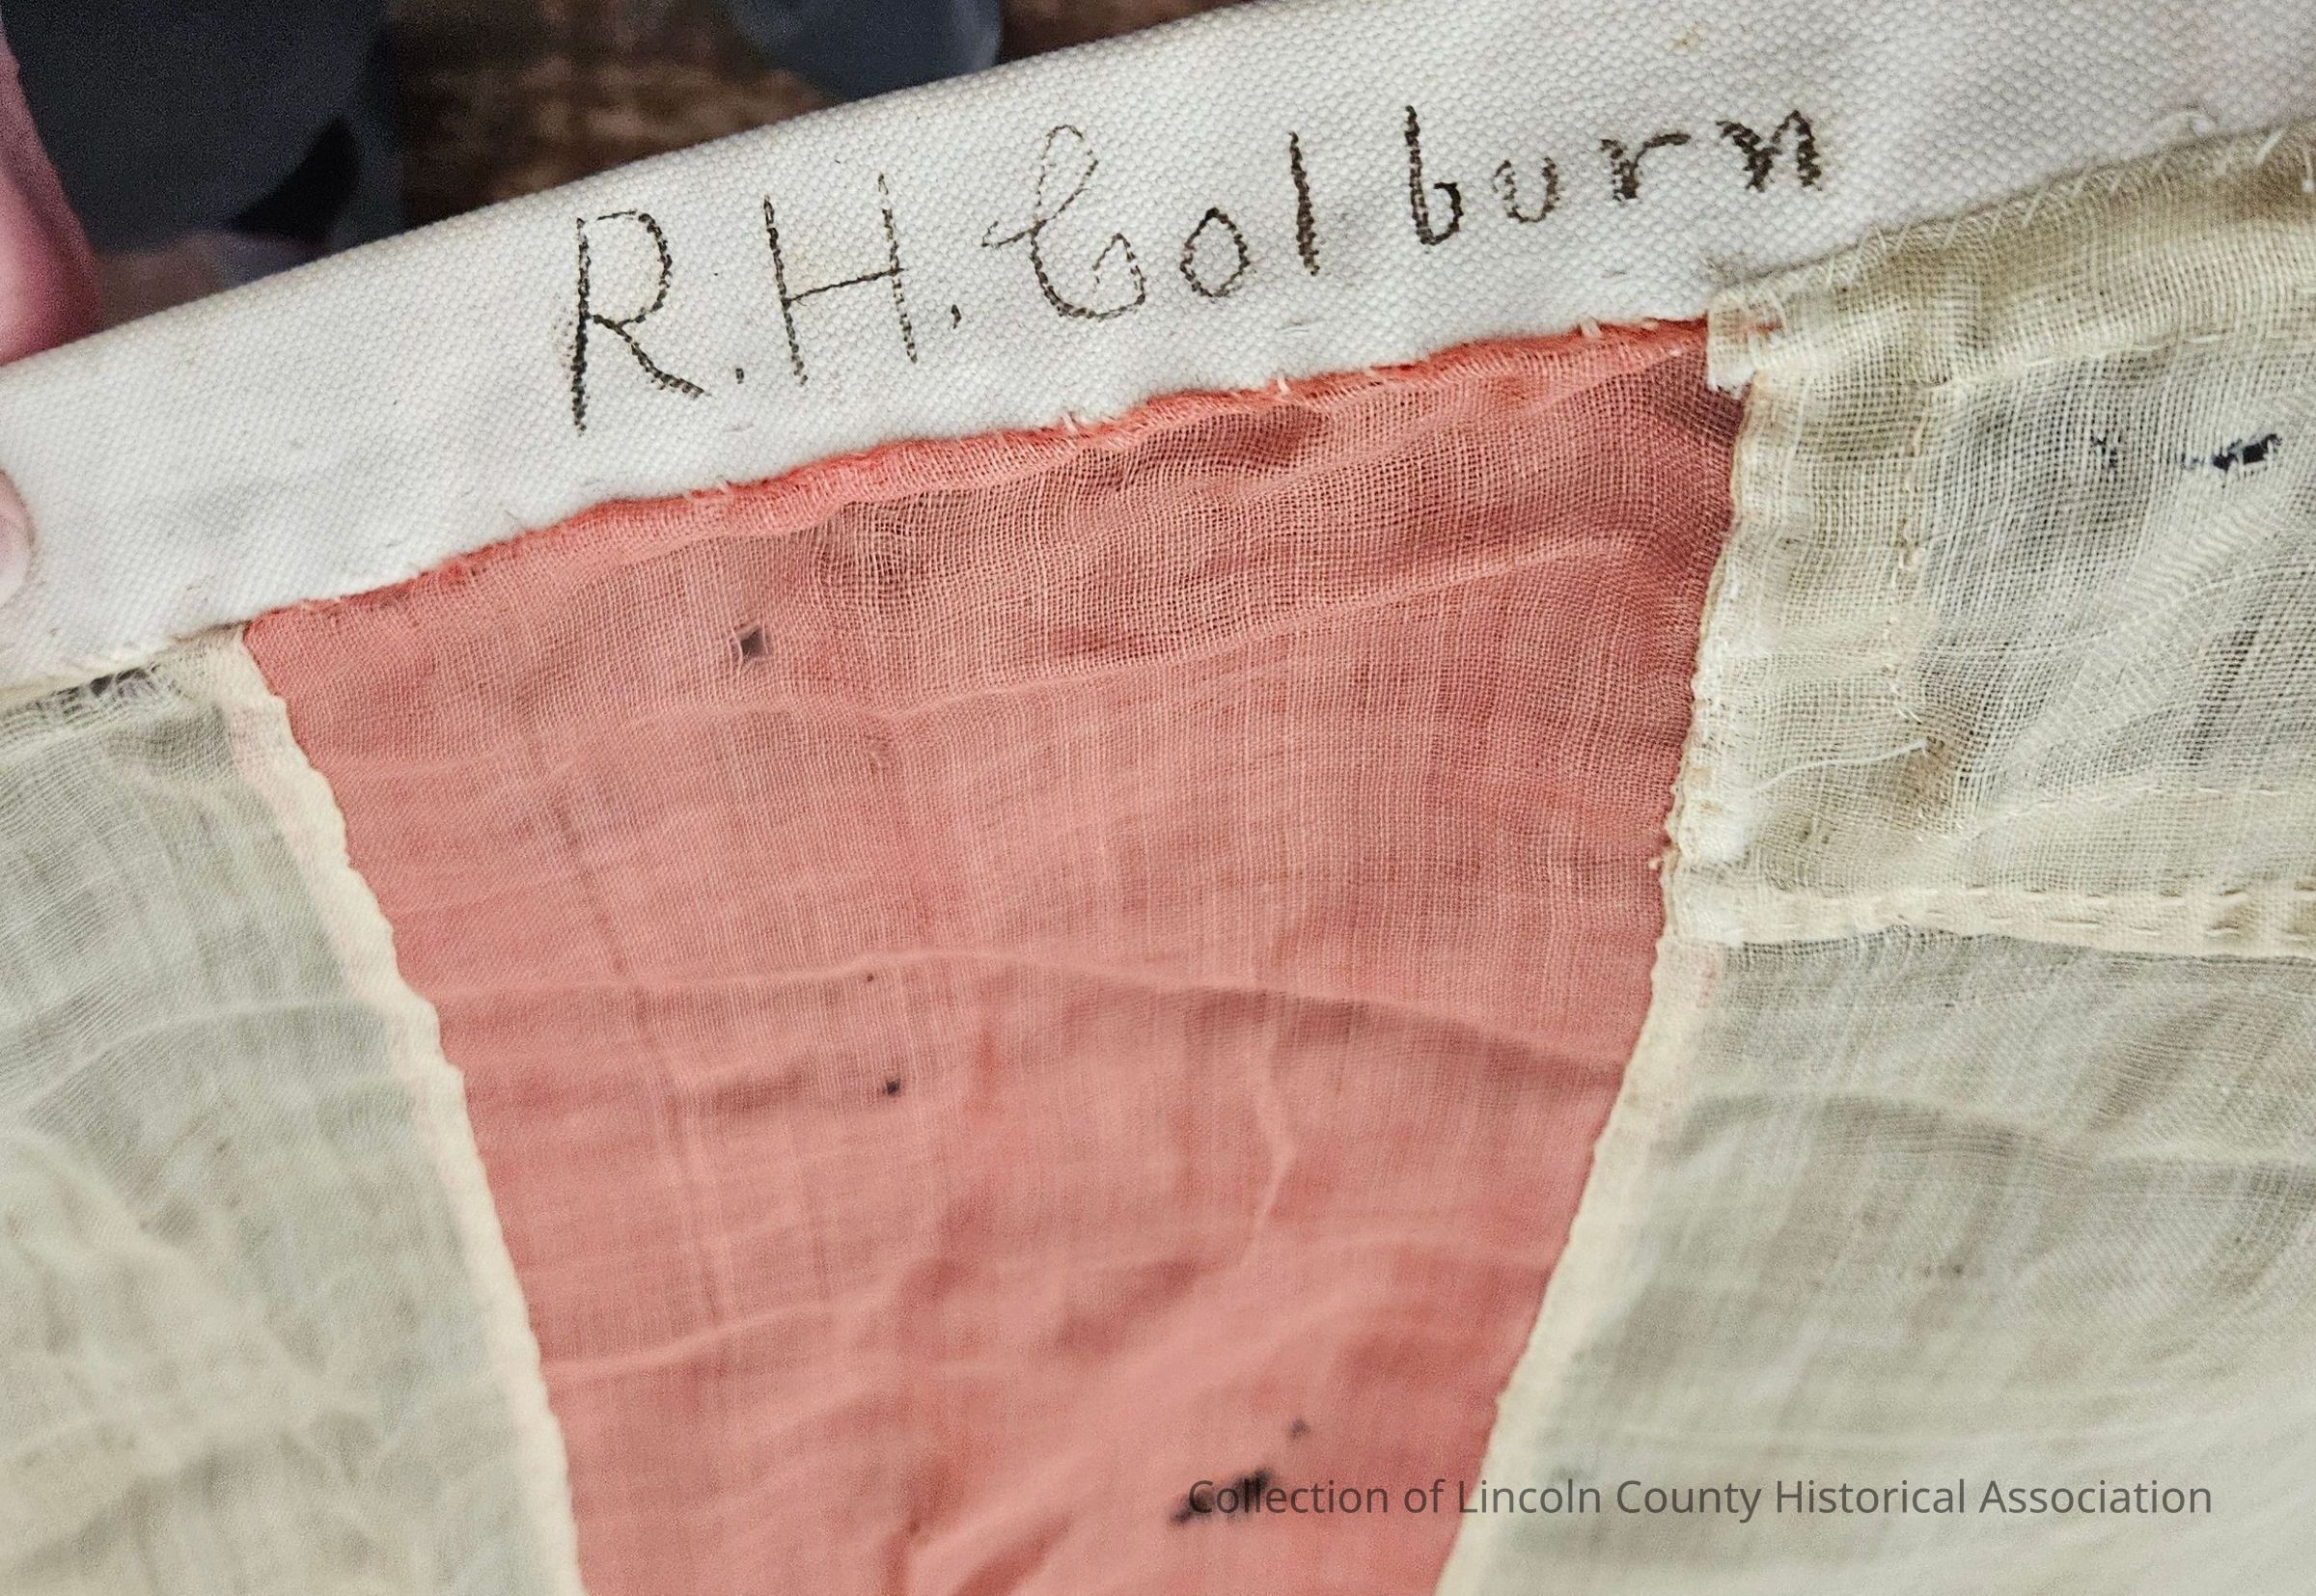 R.H. Colburn
Collection of Lincoln County Historical Association